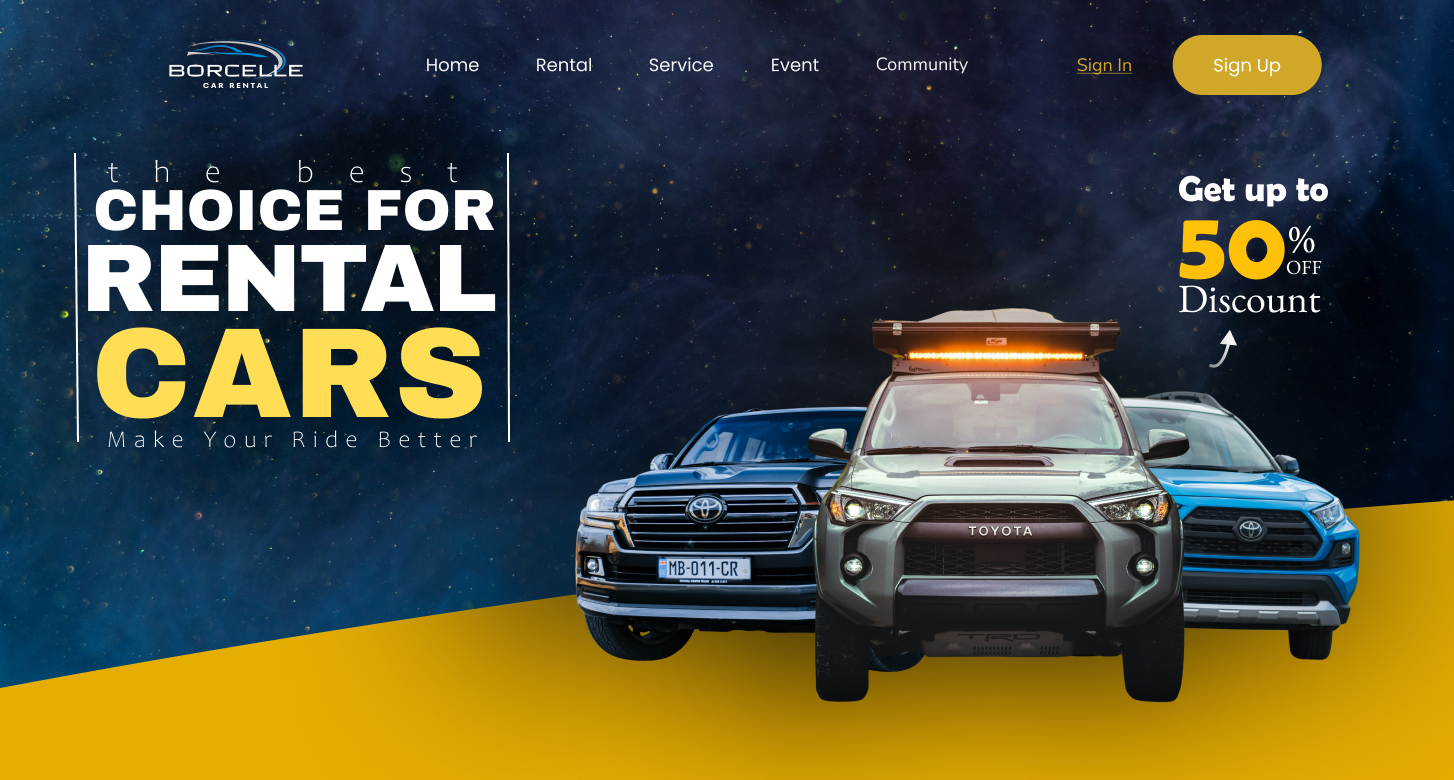 BORCELLE
CAR RENTAL
Home Rental Service Event Community Sign In Sign Up
the best
CHOICE FOR
RENTAL
CARS
Make Your Ride Better
Get up to
50% OFF
Discount
TOYOTA
MB-011-CR
TRD